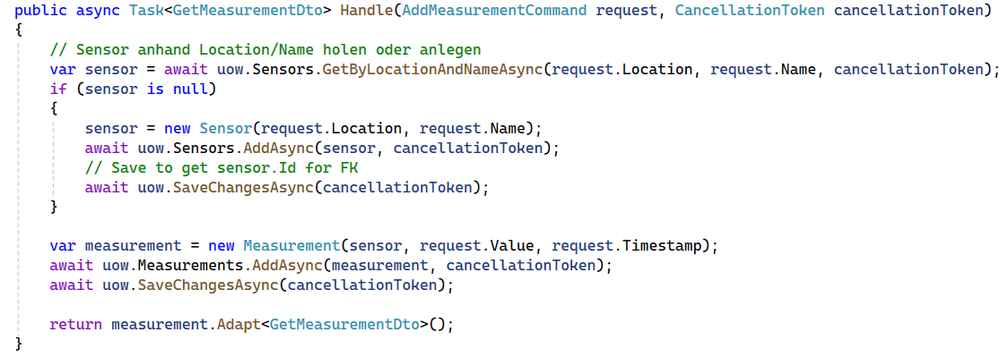 public async Task<GetMeasurementDto> Handle(AddMeasurementCommand request, CancellationToken cancellationToken)
{
    // Sensor anhand Location/Name holen oder anlegen
    var sensor = await uow.Sensors.GetByLocationAndNameAsync(request.Location, request.Name, cancellationToken);
    if (sensor is null)
    {
        sensor = new Sensor(request.Location, request.Name);
        await uow.Sensors.AddAsync(sensor, cancellationToken);
        // Save to get sensor.Id for FK
        await uow.SaveChangesAsync(cancellationToken);
    }

    var measurement = new Measurement(sensor, request.Value, request.Timestamp);
    await uow.Measurements.AddAsync(measurement, cancellationToken);
    await uow.SaveChangesAsync(cancellationToken);

    return measurement.Adapt<GetMeasurementDto>();
}